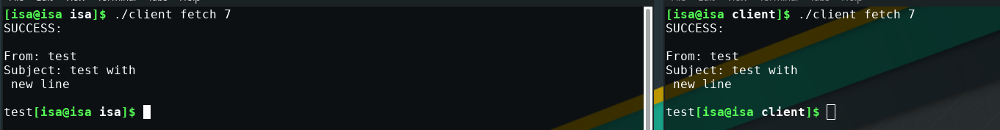 [isa@isa isa]$ ./client fetch 7
SUCCESS:

From: test
Subject: test with
 new line

test[isa@isa isa]$
[isa@isa client]$ ./client fetch 7
SUCCESS:

From: test
Subject: test with
 new line

test[isa@isa client]$